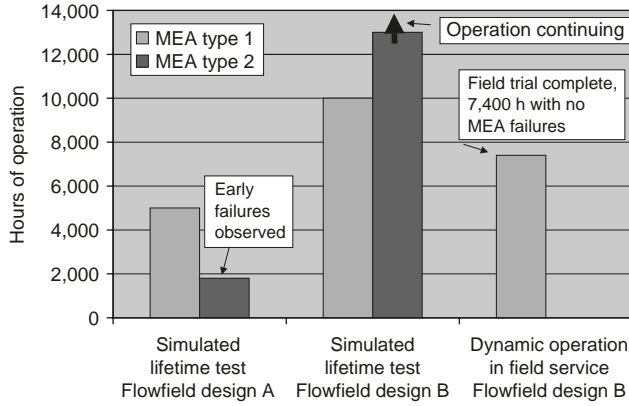 14,000
12,000
10,000
8,000
6,000
4,000
2,000
0
Hours of operation
MEA type 1
MEA type 2
Operation continuing
Field trial complete,
7,400 h with no
MEA failures
Early
failures
observed
Simulated
lifetime test
Flowfield design A
Simulated
lifetime test
Flowfield design B
Dynamic operation
in field service
Flowfield design B